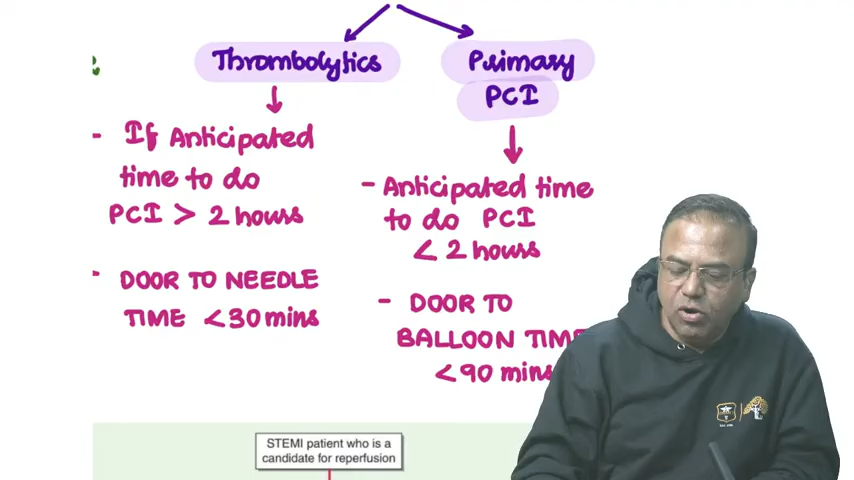 Thrombolytics
- If Anticipated
time to do
PCI > 2 hours
- DOOR TO NEEDLE
TIME < 30 mins
Primary
PCI
- Anticipated time
to do PCI
< 2 hours
- DOOR TO
BALLOON TIME
< 90 mins
STEMI patient who is a
candidate for reperfusion